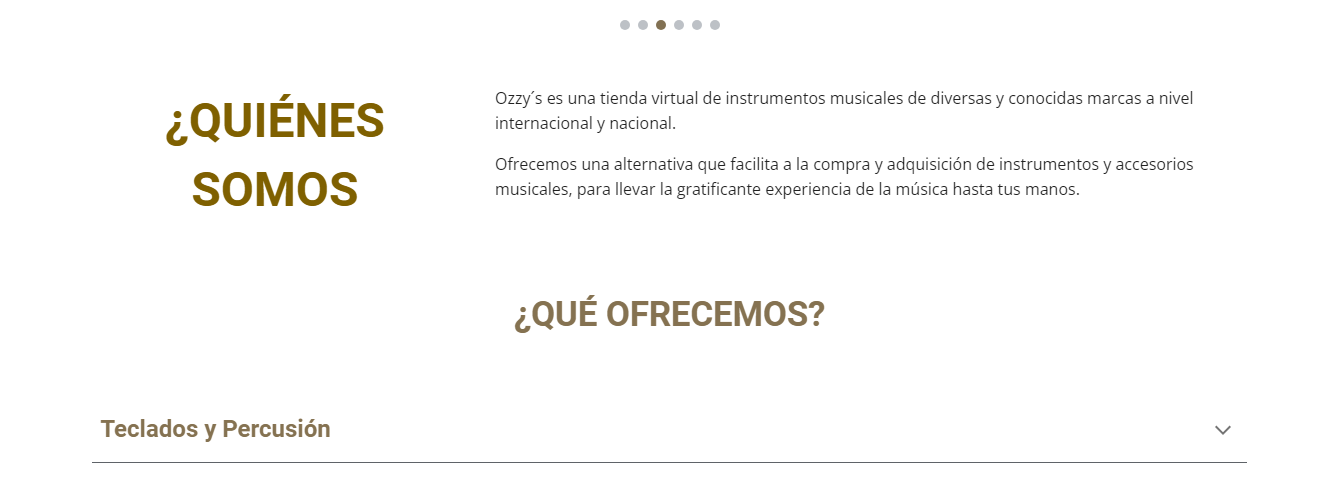 ¿QUIÉNES
SOMOS
Ozzy´s es una tienda virtual de instrumentos musicales de diversas y conocidas marcas a nivel
internacional y nacional.
Ofrecemos una alternativa que facilita a la compra y adquisición de instrumentos y accesorios
musicales, para llevar la gratificante experiencia de la música hasta tus manos.
¿QUÉ OFRECEMOS?
Teclados y Percusión